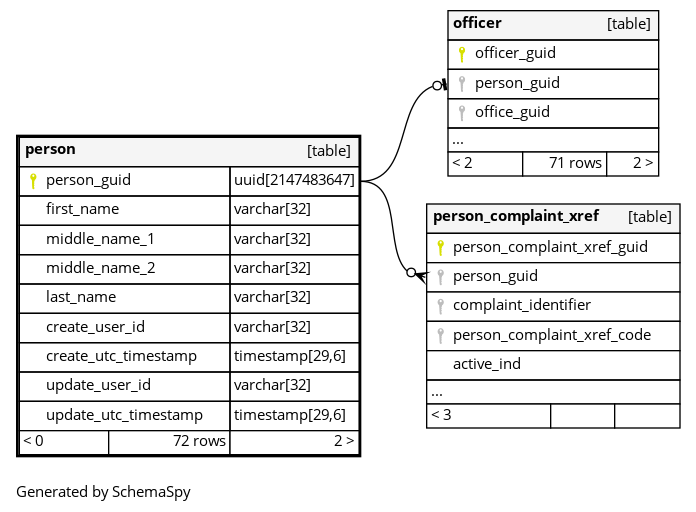 officer [table]
officer_guid
person_guid
office_guid
...
< 2 71 rows 2 >
person [table]
person_guid uuid[2147483647]
first_name varchar[32]
middle_name_1 varchar[32]
middle_name_2 varchar[32]
last_name varchar[32]
create_user_id varchar[32]
create_utc_timestamp timestamp[29,6]
update_user_id varchar[32]
update_utc_timestamp timestamp[29,6]
< 0 72 rows 2 >
person_complaint_xref [table]
person_complaint_xref_guid
person_guid
complaint_identifier
person_complaint_xref_code
active_ind
...
< 3
Generated by SchemaSpy